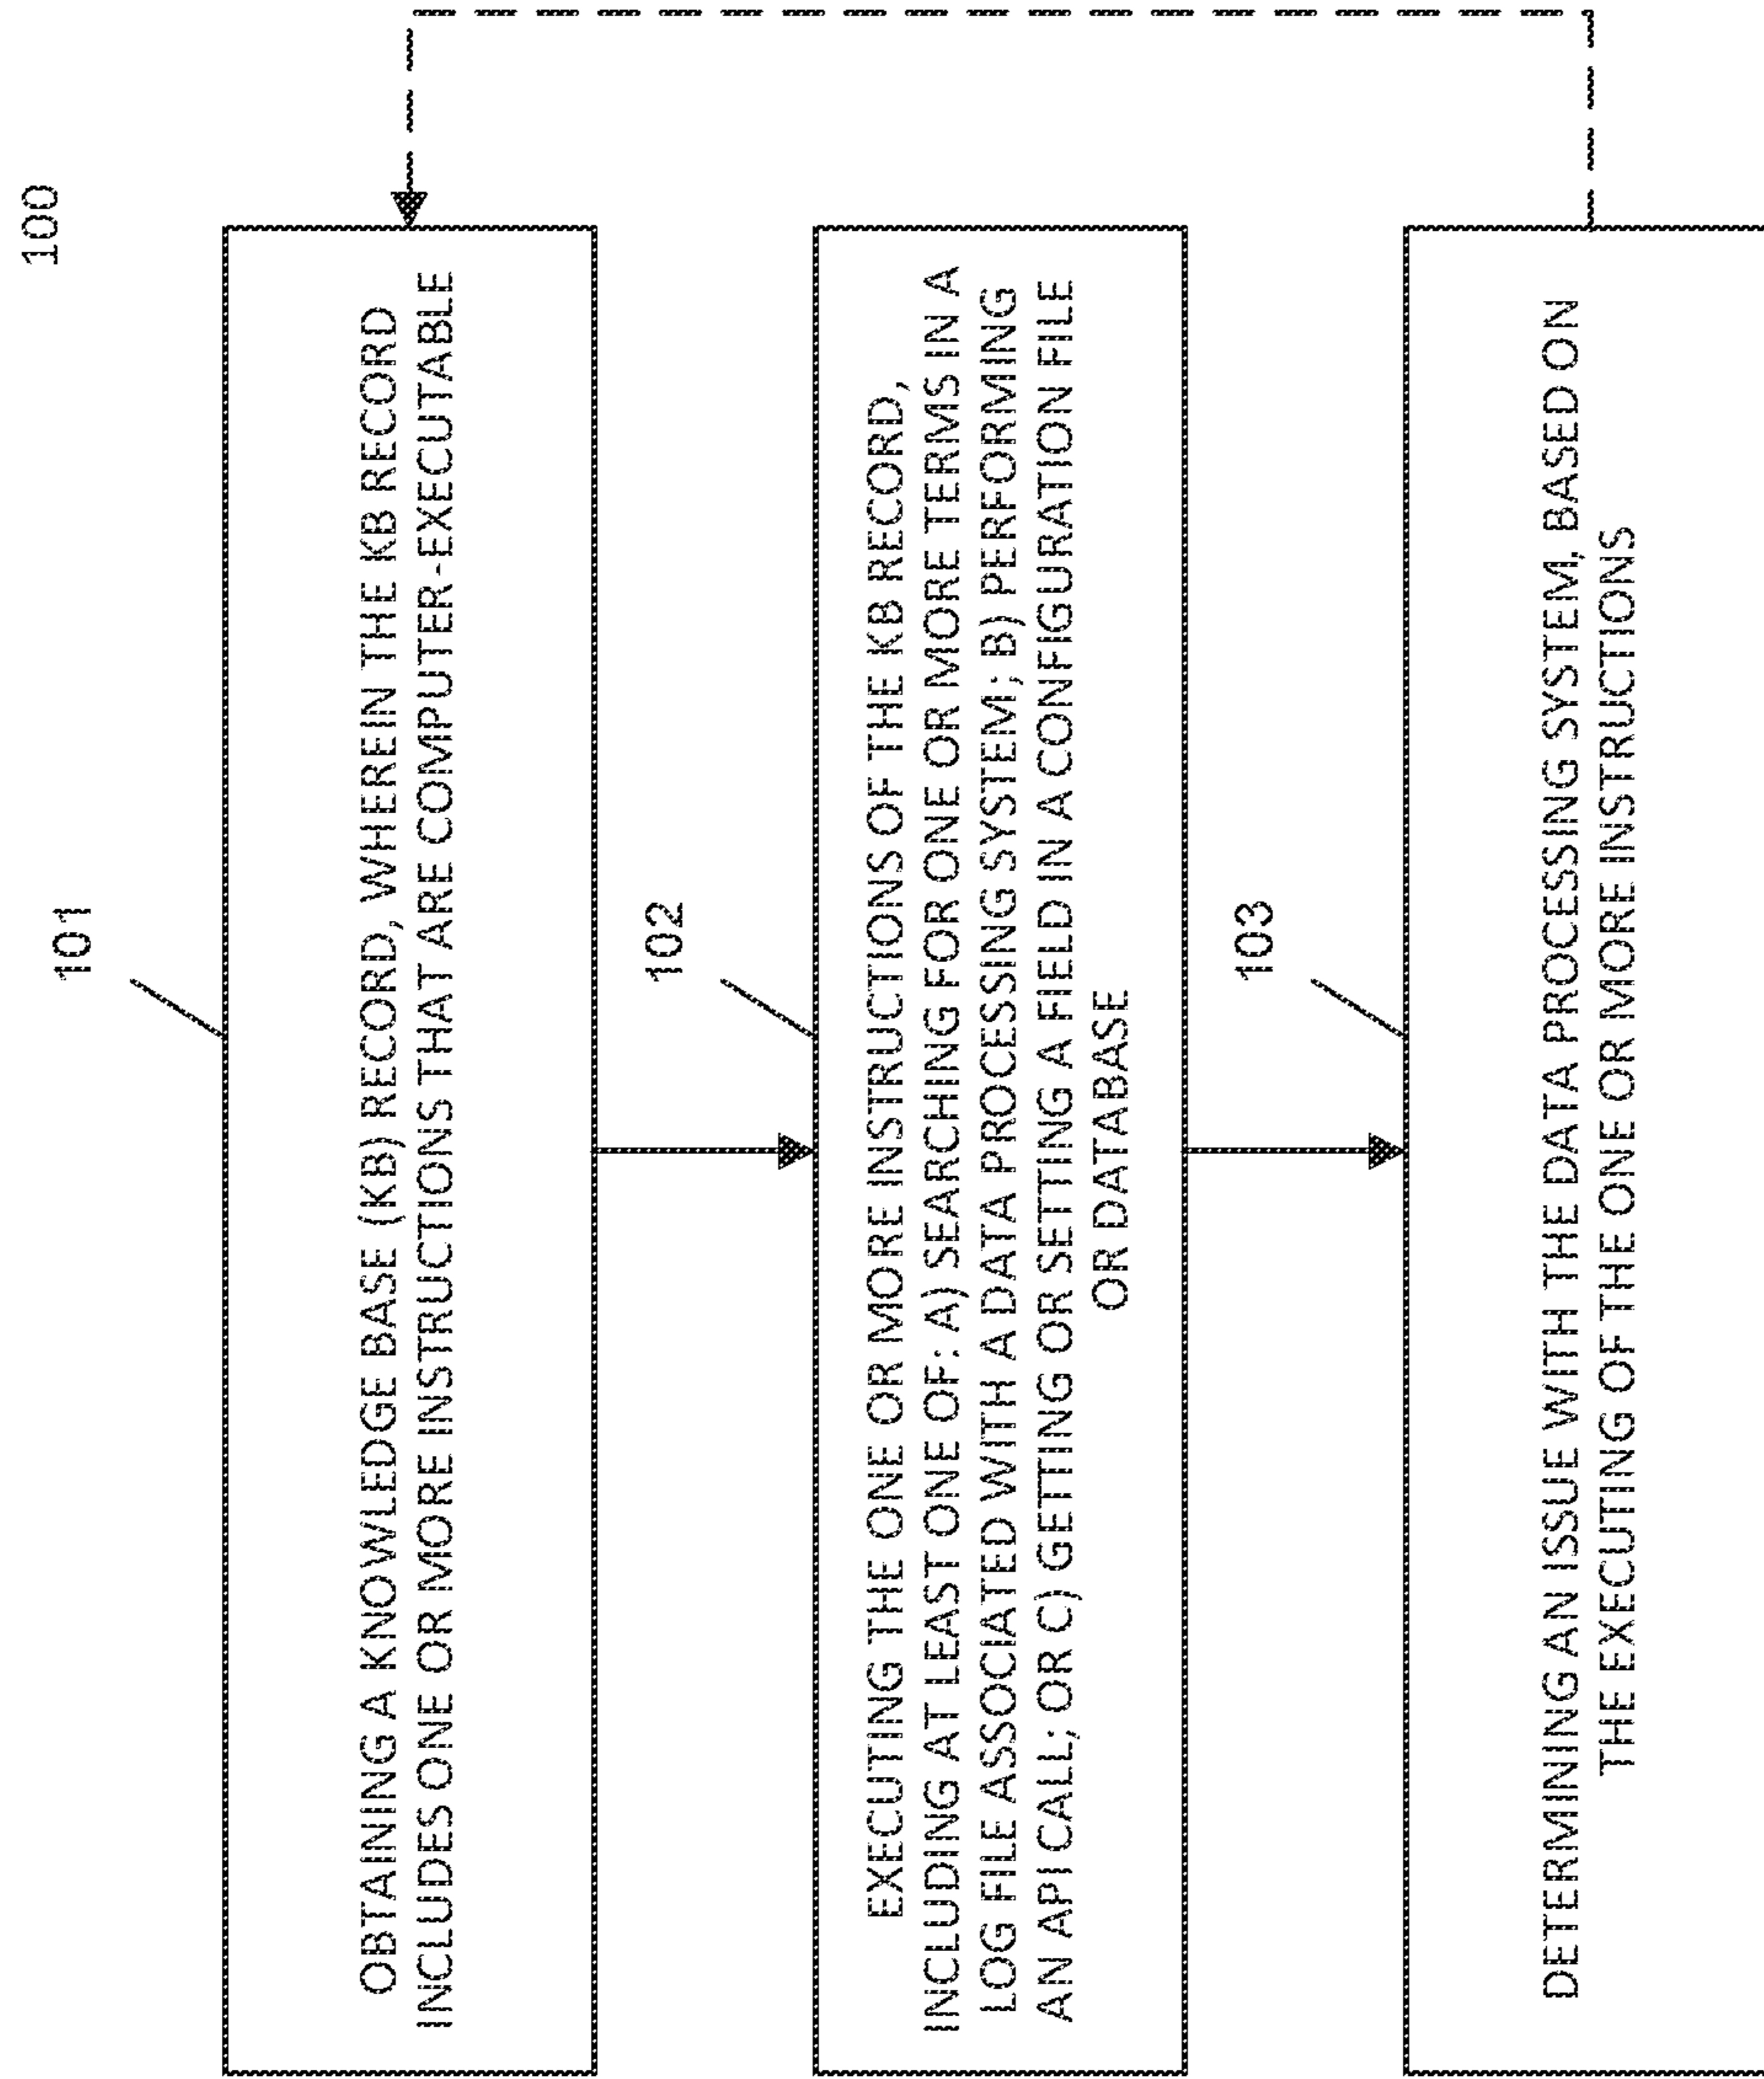 100
101
OBTAINING A KNOWLEDGE BASE (KB) RECORD, WHEREIN THE KB RECORD
INCLUDES ONE OR MORE INSTRUCTIONS THAT ARE COMPUTER-EXECUTABLE
102
EXECUTING THE ONE OR MORE INSTRUCTIONS OF THE KB RECORD,
INCLUDING AT LEAST ONE OF: A) SEARCHING FOR ONE OR MORE TERMS IN A
LOG FILE ASSOCIATED WITH A DATA PROCESSING SYSTEM; B) PERFORMING
AN API CALL; OR C) GETTING OR SETTING A FIELD IN A CONFIGURATION FILE
OR DATABASE
103
DETERMINING AN ISSUE WITH THE DATA PROCESSING SYSTEM, BASED ON
THE EXECUTING OF THE ONE OR MORE INSTRUCTIONS